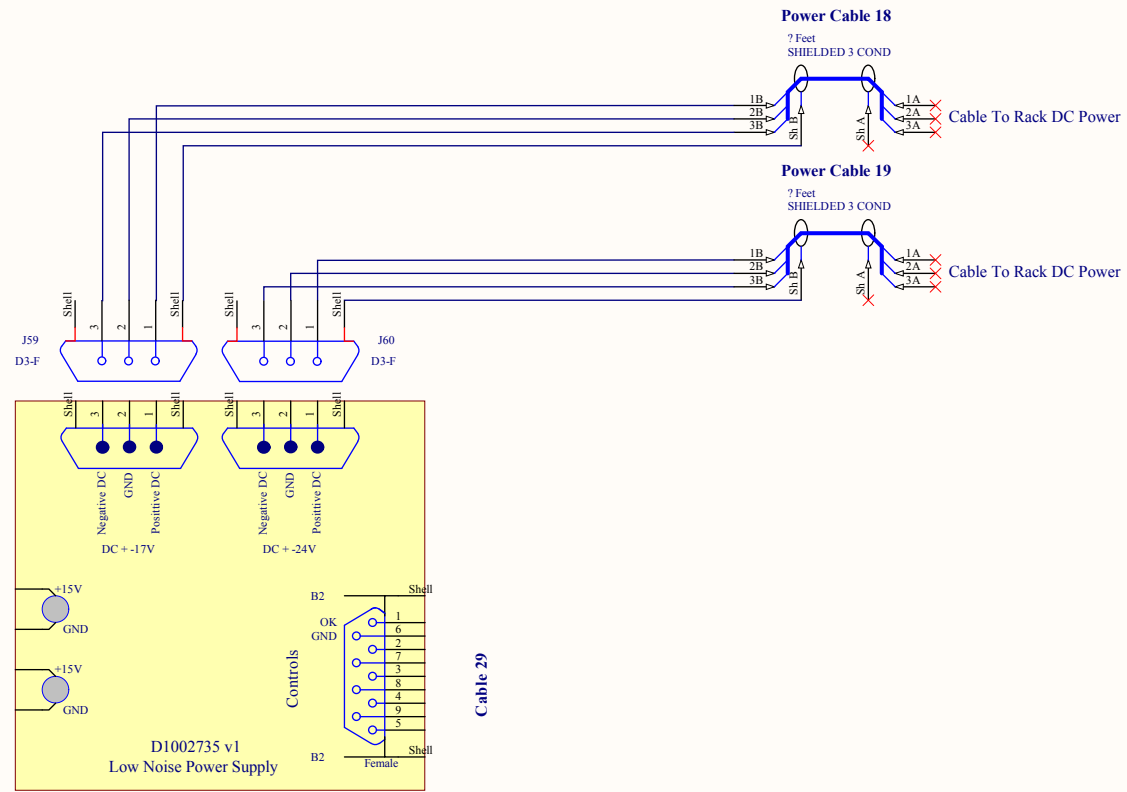 Power Cable 18
? Feet
SHIELDED 3 COND
1B
2B
3B
Sh B
Sh A
1A
2A
3A
Cable To Rack DC Power
Power Cable 19
? Feet
SHIELDED 3 COND
1B
2B
3B
Sh B
Sh A
1A
2A
3A
Cable To Rack DC Power
Shell
3
2
1
Shell
J59
D3-F
Shell
3
2
1
Shell
J60
D3-F
Shell
3
2
1
Shell
Negative DC
GND
Posittive DC
DC + -17V
Shell
3
2
1
Shell
Negative DC
GND
Posittive DC
DC + -24V
+15V
GND
+15V
GND
B2
Shell
OK
GND
1
6
2
7
3
8
4
9
5
Controls
Cable 29
B2
Shell
Female
D1002735 v1
Low Noise Power Supply